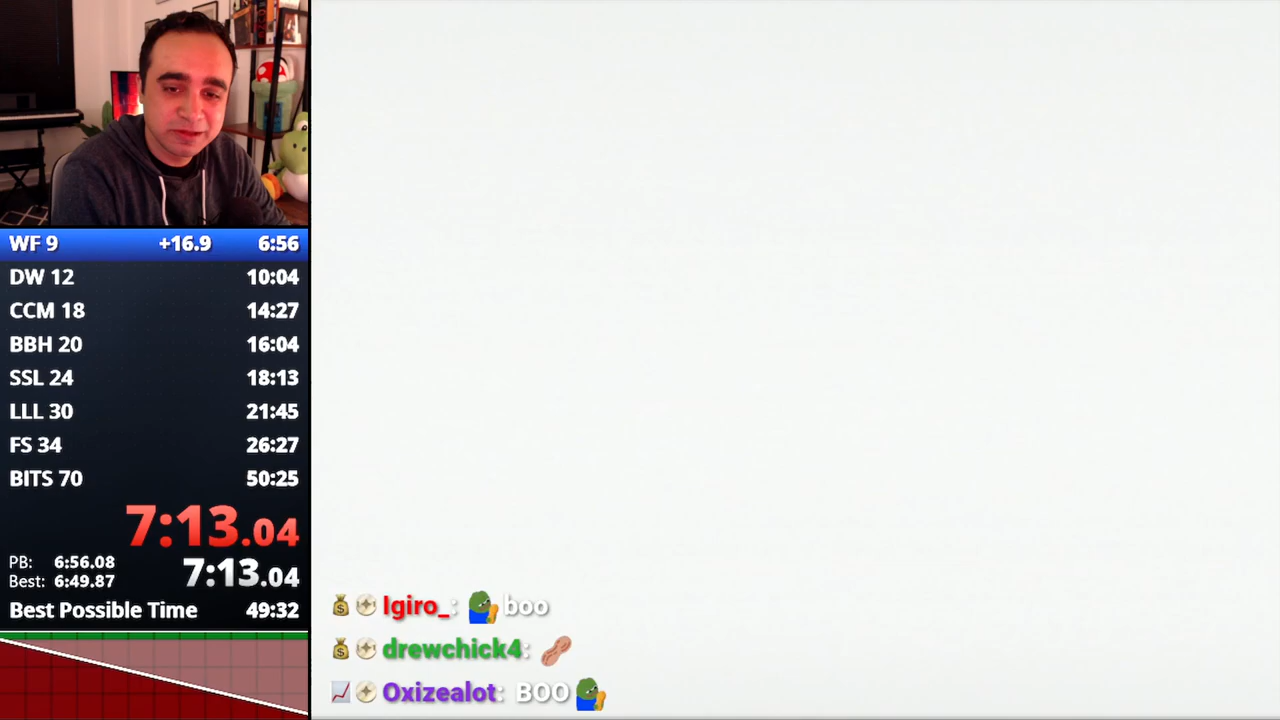 WF 9 +16.9 6:56
DW 12 10:04
CCM 18 14:27
BBH 20 16:04
SSL 24 18:13
LLL 30 21:45
FS 34 26:27
BITS 70 50:25
7:13.04
PB: 6:56.08
Best: 6:49.87
7:13.04
Best Possible Time 49:32
Igiro_: boo
drewchick4:
Oxizealot: BOO